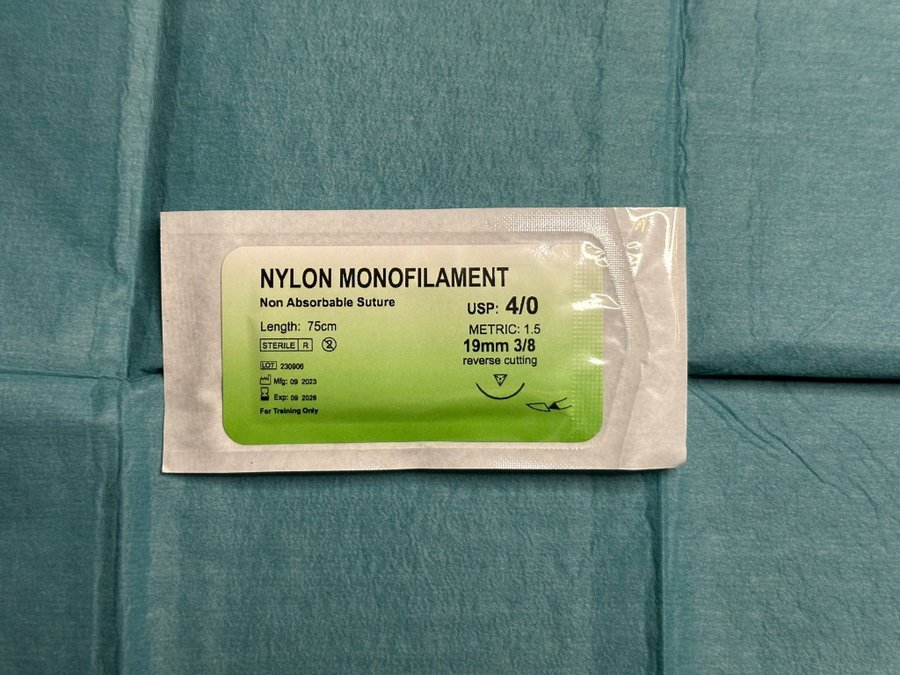 NYLON MONOFILAMENT
Non Absorbable Suture
USP: 4/0
Length: 75cm
METRIC: 1.5
STERILE R
19mm 3/8
reverse cutting
LOT 230906
Mfg: 09 2023
Exp: 09 2028
For Training Only